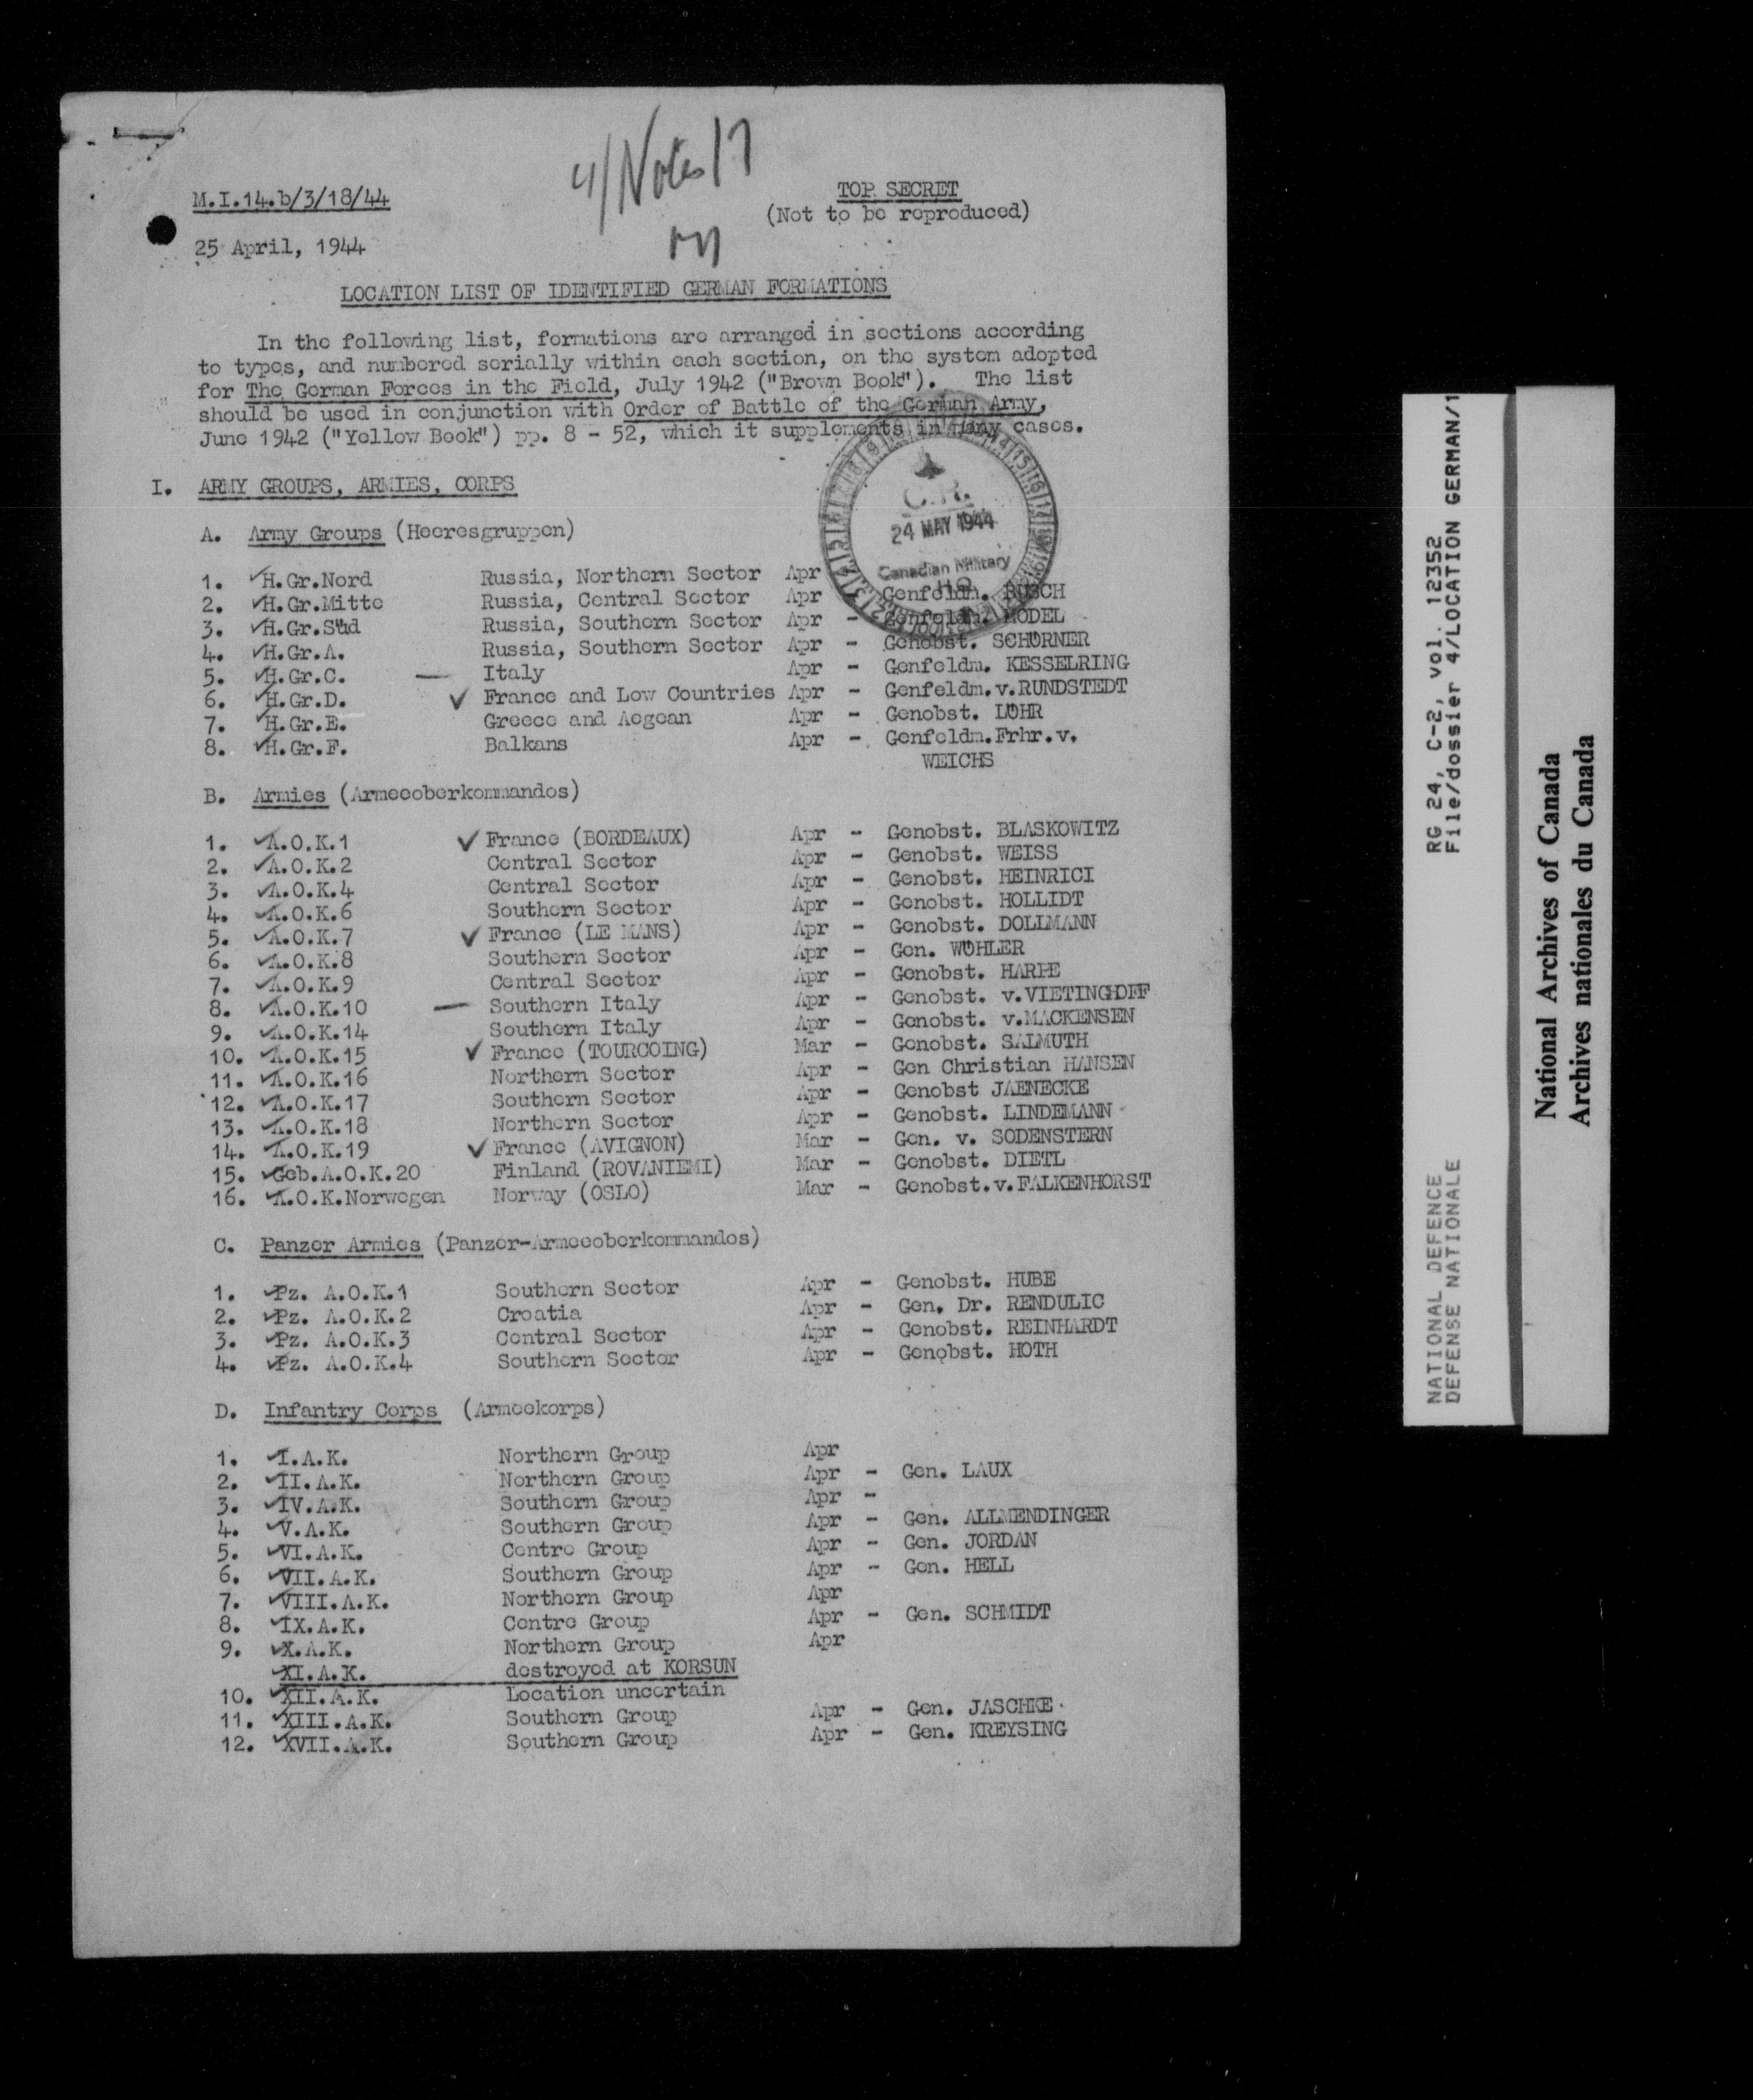 4/Notes/7
M.I.14.b/3/18/44
TOP SECRET
(Not to be reproduced)
25 April, 1944
LOCATION LIST OF IDENTIFIED GERMAN FORMATIONS
In the following list, formations are arranged in sections according
to types, and numbered serially within each section, on the system adopted
for The German Forces in the Field, July 1942 ("Brown Book"). The list
should be used in conjunction with Order of Battle of the German Army,
June 1942 ("Yellow Book") pp. 8 - 52, which it supplements in many cases.
I. ARMY GROUPS, ARMIES, CORPS
C.R.
24 MAY 1944
Canadian Military
H.Q.
A. Army Groups (Heeresgruppen)
1. H.Gr.Nord Russia, Northern Sector Apr
2. H.Gr.Mitte Russia, Central Sector Apr - Genfeldm. BUSCH
3. H.Gr.Süd Russia, Southern Sector Apr - Genfeldm. MODEL
4. H.Gr.A. Russia, Southern Sector Apr - Genobst. SCHÖRNER
5. H.Gr.C. Italy Apr - Genfeldm. KESSELRING
6. H.Gr.D. France and Low Countries Apr - Genfeldm.v.RUNDSTEDT
7. H.Gr.E. Greece and Aegean Apr - Genobst. LÖHR
8. H.Gr.F. Balkans Apr - Genfeldm.Frhr.v.
WEICHS
B. Armies (Armeeoberkommandos)
1. A.O.K.1 France (BORDEAUX) Apr - Genobst. BLASKOWITZ
2. A.O.K.2 Central Sector Apr - Genobst. WEISS
3. A.O.K.4 Central Sector Apr - Genobst. HEINRICI
4. A.O.K.6 Southern Sector Apr - Genobst. HOLLIDT
5. A.O.K.7 France (LE MANS) Apr - Genobst. DOLLMANN
6. A.O.K.8 Southern Sector Apr - Gen. WÖHLER
7. A.O.K.9 Central Sector Apr - Genobst. HARPE
8. A.O.K.10 Southern Italy Apr - Genobst. v.VIETINGHOFF
9. A.O.K.14 Southern Italy Apr - Genobst. v.MACKENSEN
10. A.O.K.15 France (TOURCOING) Mar - Genobst. SALMUTH
11. A.O.K.16 Northern Sector Apr - Gen Christian HANSEN
12. A.O.K.17 Southern Sector Apr - Genobst JAENECKE
13. A.O.K.18 Northern Sector Apr - Genobst. LINDEMANN
14. A.O.K.19 France (AVIGNON) Mar - Gen. v. SODENSTERN
15. Geb.A.O.K.20 Finland (ROVANIEMI) Mar - Genobst. DIETL
16. A.O.K.Norwegen Norway (OSLO) Mar - Genobst.v.FALKENHORST
C. Panzer Armies (Panzer-Armeeoberkommandos)
1. Pz. A.O.K.1 Southern Sector Apr - Genobst. HUBE
2. Pz. A.O.K.2 Croatia Apr - Gen. Dr. RENDULIC
3. Pz. A.O.K.3 Central Sector Apr - Genobst. REINHARDT
4. Pz. A.O.K.4 Southern Sector Apr - Genobst. HOTH
D. Infantry Corps (Armeekorps)
1. I.A.K. Northern Group Apr
2. II.A.K. Northern Group Apr - Gen. LAUX
3. IV.A.K. Southern Group Apr -
4. V.A.K. Southern Group Apr - Gen. ALLMENDINGER
5. VI.A.K. Centre Group Apr - Gen. JORDAN
6. VII.A.K. Southern Group Apr - Gen. HELL
7. VIII.A.K. Northern Group Apr
8. IX.A.K. Centre Group Apr - Gen. SCHMIDT
9. X.A.K. Northern Group Apr
XI.A.K. destroyed at KORSUN
10. XII.A.K. Location uncertain
11. XIII.A.K. Southern Group Apr - Gen. JASCHKE
12. XVII.A.K. Southern Group Apr - Gen. KREYSING
RG 24, C-2, vol. 12352
File/dossier 4/LOCATION GERMAN/1
NATIONAL DEFENCE
DEFENSE NATIONALE
National Archives of Canada
Archives nationales du Canada